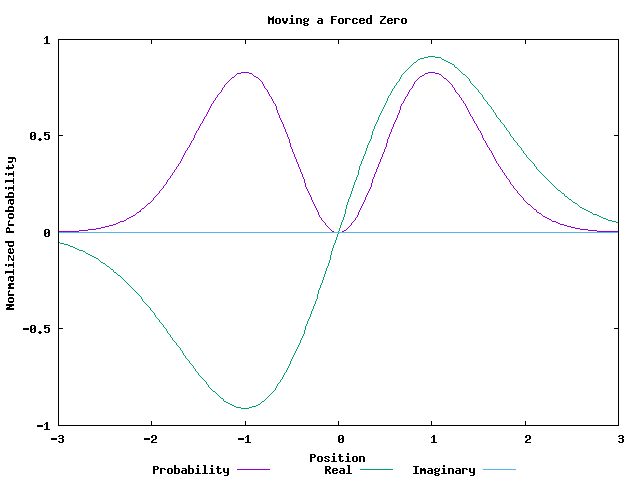 Moving a Forced Zero
1
0.5
0
-0.5
-1
Normalized Probability
-3 -2 -1 0 1 2 3
Position
Probability Real Imaginary